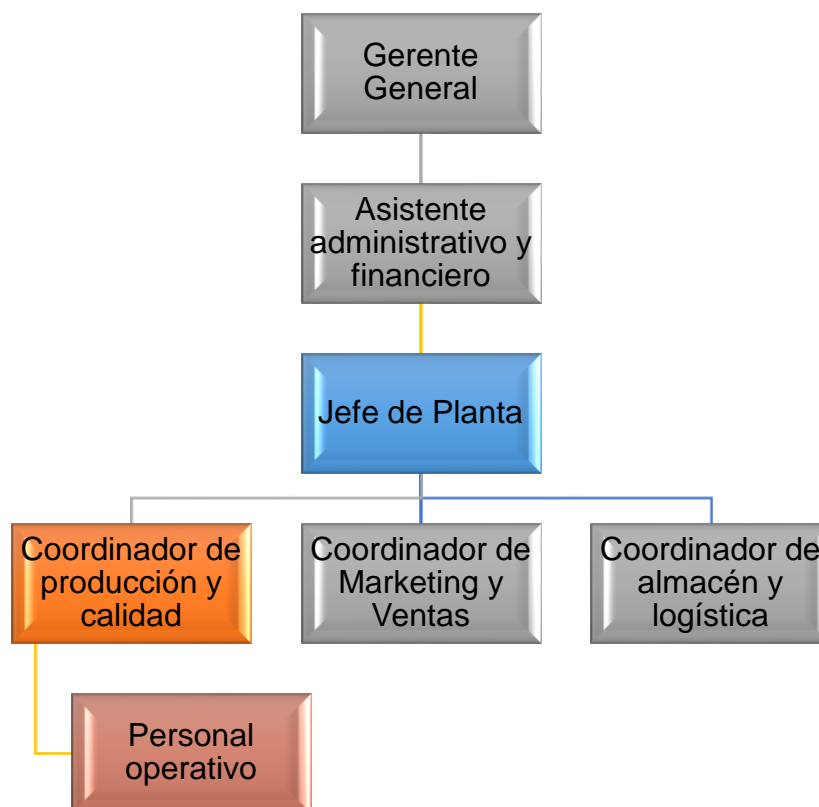 Gerente
General
Asistente
administrativo y
financiero
Jefe de Planta
Coordinador de
producción y
calidad
Coordinador de
Marketing y
Ventas
Coordinador de
almacén y
logística
Personal
operativo